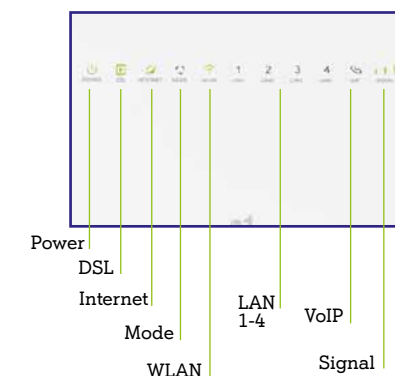 1 2 3 4
Power
DSL
Internet
Mode
WLAN
LAN
1-4
VoIP
Signal